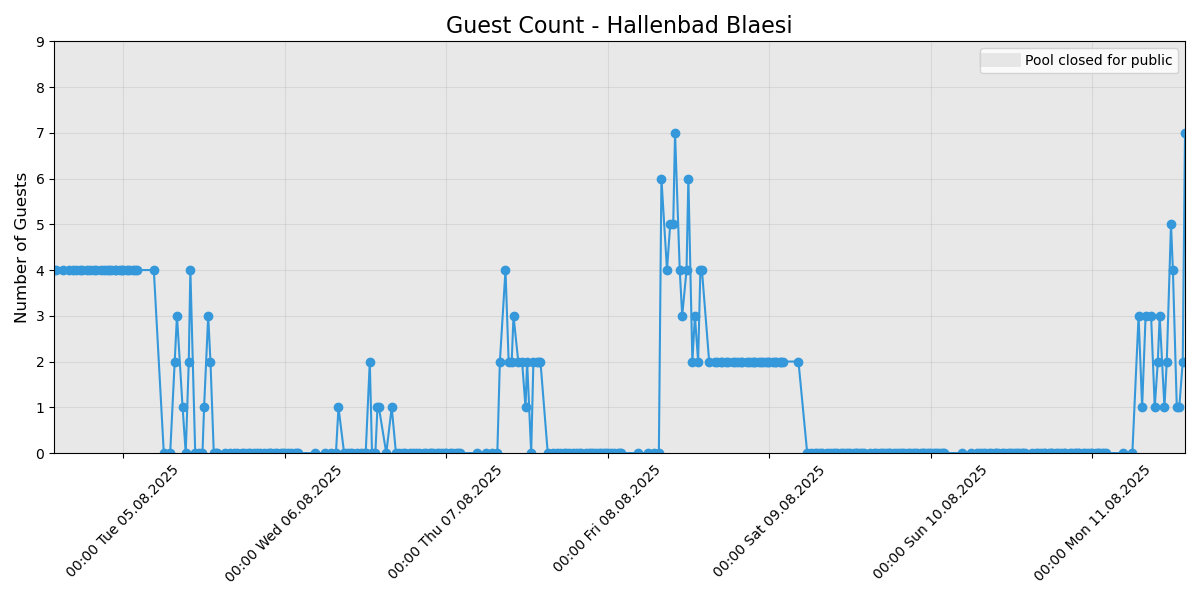 Guest Count - Hallenbad Blaesi
Pool closed for public
Number of Guests
9
8
7
6
5
4
3
2
1
0
00:00 Tue 05.08.2025
00:00 Wed 06.08.2025
00:00 Thu 07.08.2025
00:00 Fri 08.08.2025
00:00 Sat 09.08.2025
00:00 Sun 10.08.2025
00:00 Mon 11.08.2025